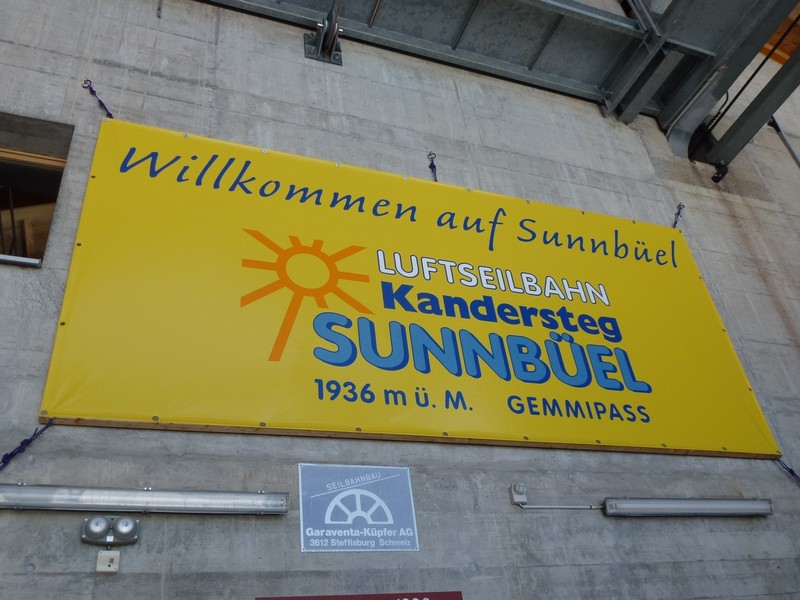 Willkommen auf Sunnbüel
LUFTSEILBAHN
Kandersteg
SUNNBÜEL
1936 m ü. M. GEMMIPASS
SEILBAHNBAU
Garaventa-Küpfer AG
3612 Steffisburg Schweiz